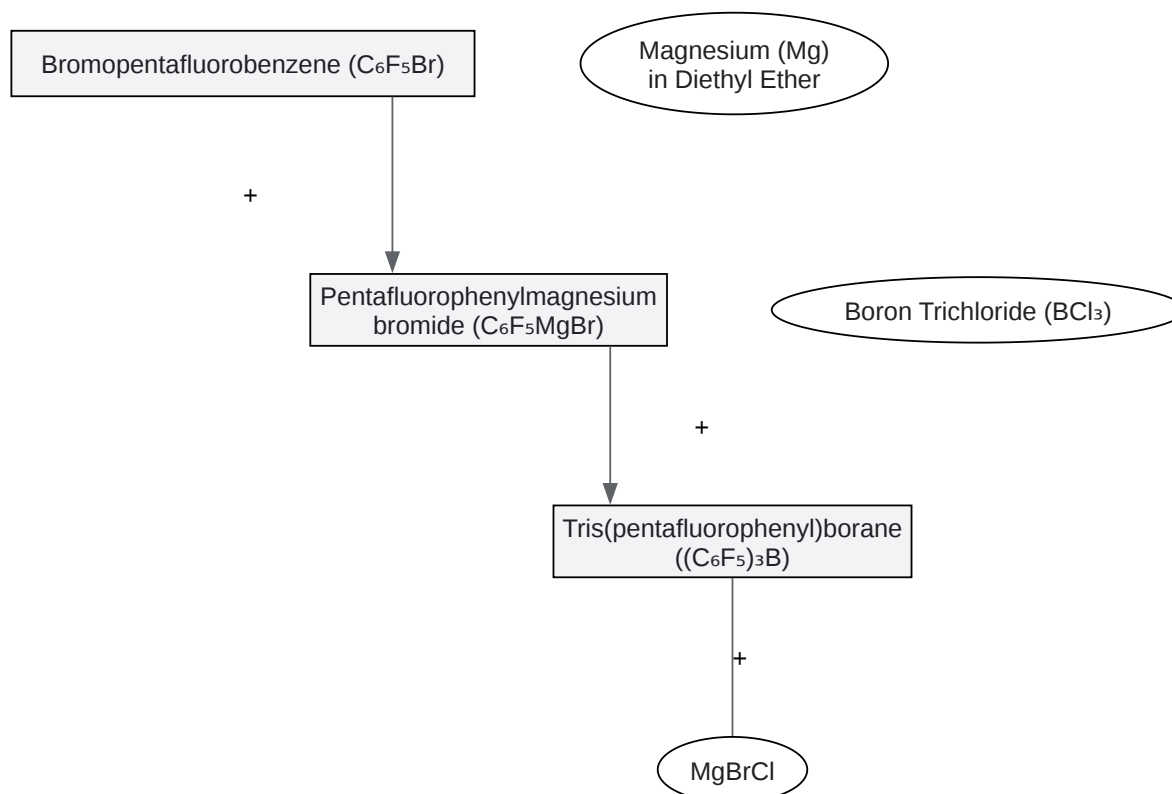 Bromopentafluorobenzene (C₆F₅Br)
Magnesium (Mg)
in Diethyl Ether
+
Pentafluorophenylmagnesium
bromide (C₆F₅MgBr)
Boron Trichloride (BCl₃)
+
Tris(pentafluorophenyl)borane
((C₆F₅)₃B)
+
MgBrCl